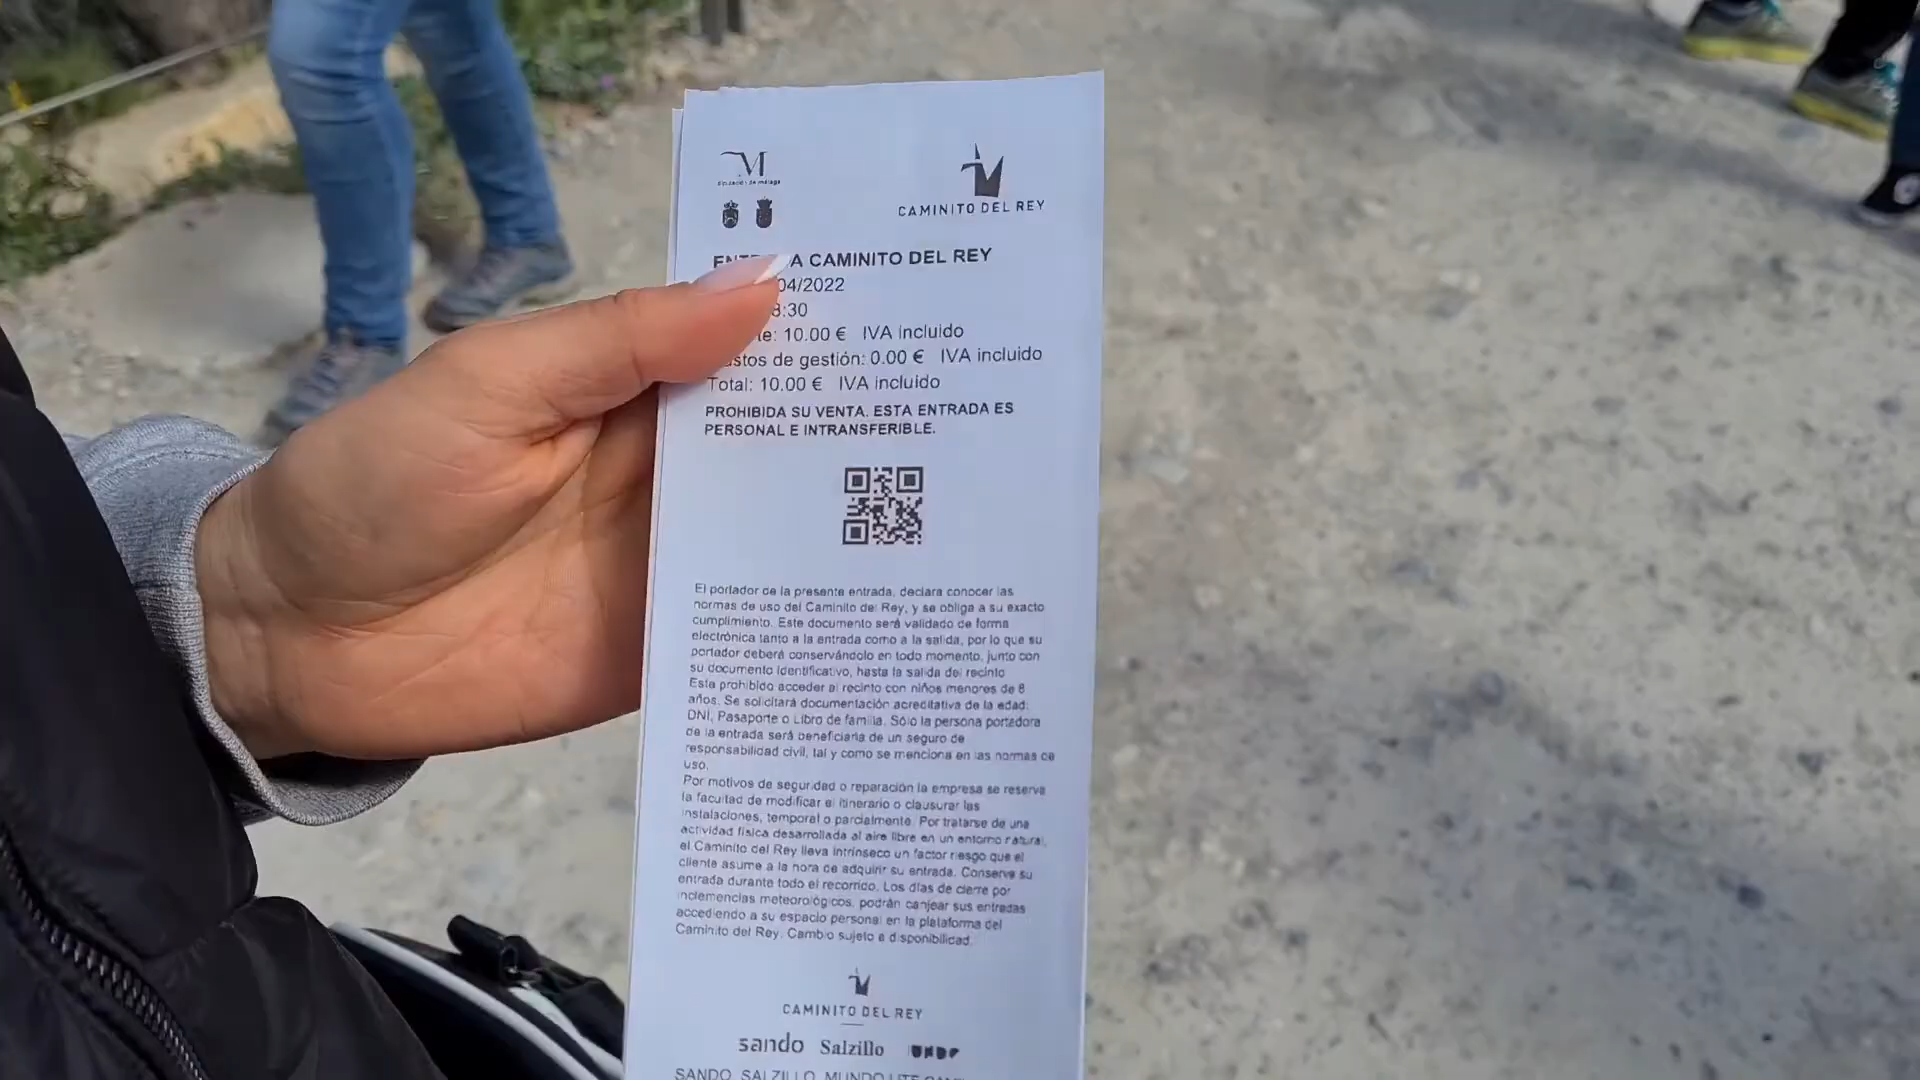 M
diputación de málaga
CAMINITO DEL REY
A CAMINITO DEL REY
04/2022
:30
10.00 € IVA incluido
stos de gestión: 0.00 € IVA incluido
Total: 10.00 € IVA incluido
PROHIBIDA SU VENTA. ESTA ENTRADA ES
PERSONAL E INTRANSFERIBLE.
El portador de la presente entrada, declara conocer las
normas de uso del Caminito del Rey, y se obliga a su exacto
cumplimiento. Este documento será validado de forma
electrónica tanto a la entrada como a la salida, por lo que su
portador deberá conservándolo en todo momento, junto con
su documento identificativo, hasta la salida del recinto
Esta prohibido acceder al recinto con niños menores de 8
años. Se solicitará documentación acreditativa de la edad:
DNI, Pasaporte o Libro de familia. Sólo la persona portadora
de la entrada será beneficiaria de un seguro de
responsabilidad civil, tal y como se menciona en las normas de
uso.
Por motivos de seguridad o reparación la empresa se reserva
la facultad de modificar el itinerario o clausurar las
instalaciones, temporal o parcialmente. Por tratarse de una
actividad física desarrollada al aire libre en un entorno natural,
el Caminito del Rey lleva intrínseco un factor riesgo que el
cliente asume a la hora de adquirir su entrada. Conserve su
entrada durante todo el recorrido. Los días de cierre por
inclemencias meteorológicos, podrán canjear sus entradas
accediendo a su espacio personal en la plataforma del
Caminito del Rey. Cambio sujeto a disponibilidad.
CAMINITO DEL REY
sando Salzillo
SANDO, SALZILLO, MUNDO